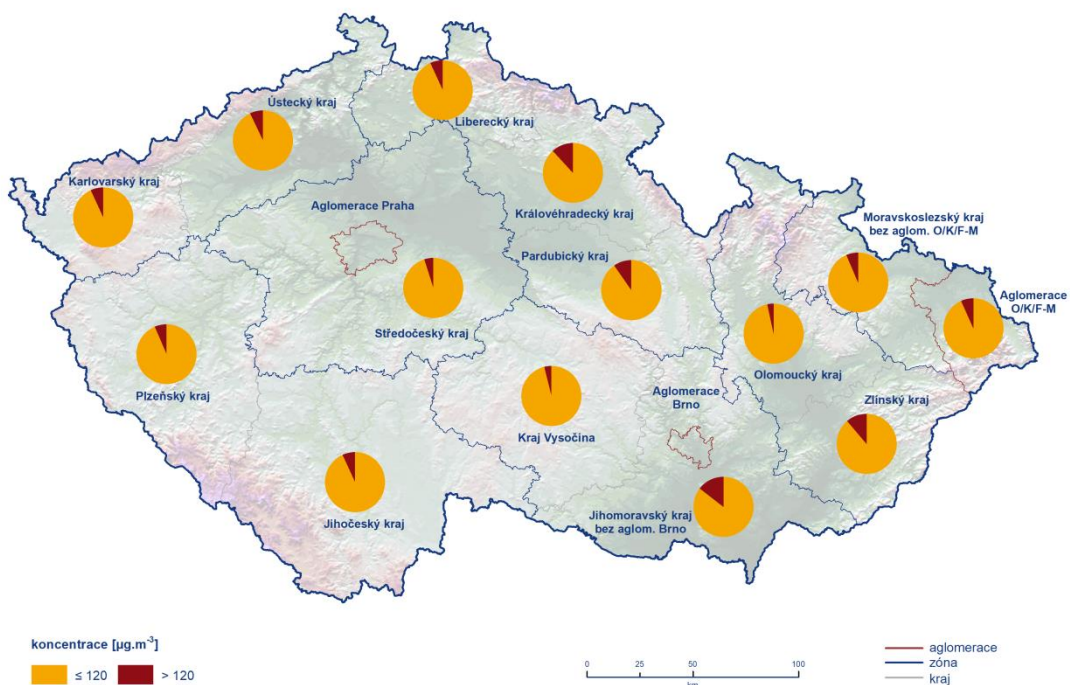 Ústecký kraj
Liberecký kraj
Karlovarský kraj
Aglomerace Praha
Královéhradecký kraj
Moravskoslezský kraj
bez aglom. O/K/F-M
Pardubický kraj
Aglomerace
O/K/F-M
Středočeský kraj
Olomoucký kraj
Plzeňský kraj
Aglomerace
Brno
Zlínský kraj
Kraj Vysočina
Jihočeský kraj
Jihomoravský kraj
bez aglom. Brno
koncentrace [µg.m⁻³]
≤ 120 > 120
0 25 50 100
km
aglomerace
zóna
kraj